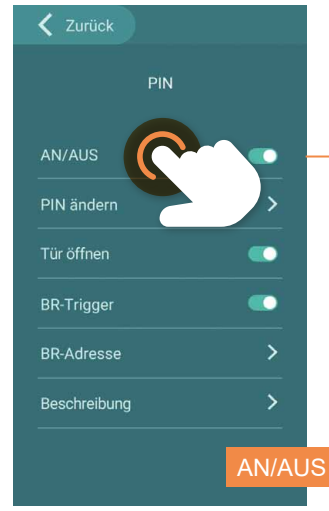 Zurück
PIN
AN/AUS
PIN ändern
Tür öffnen
BR-Trigger
BR-Adresse
Beschreibung
AN/AUS